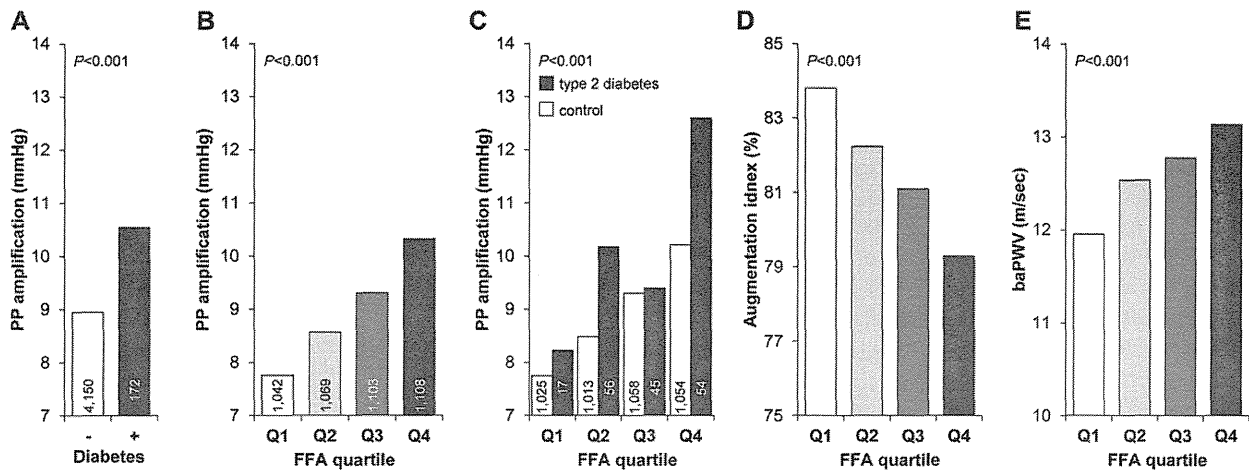 A
PP amplification (mmHg)
14
13
12
11
10
9
8
7
P<0.001
4,150
172
- +
Diabetes
B
PP amplification (mmHg)
14
13
12
11
10
9
8
7
P<0.001
1,042
1,069
1,103
1,108
Q1 Q2 Q3 Q4
FFA quartile
C
PP amplification (mmHg)
14
13
12
11
10
9
8
7
P<0.001
type 2 diabetes
control
1,025
17
1,013
56
1,058
45
1,054
54
Q1 Q2 Q3 Q4
FFA quartile
D
Augmentation idnex (%)
85
83
81
79
77
75
P<0.001
Q1 Q2 Q3 Q4
FFA quartile
E
baPWV (m/sec)
14
13
12
11
10
P<0.001
Q1 Q2 Q3 Q4
FFA quartile